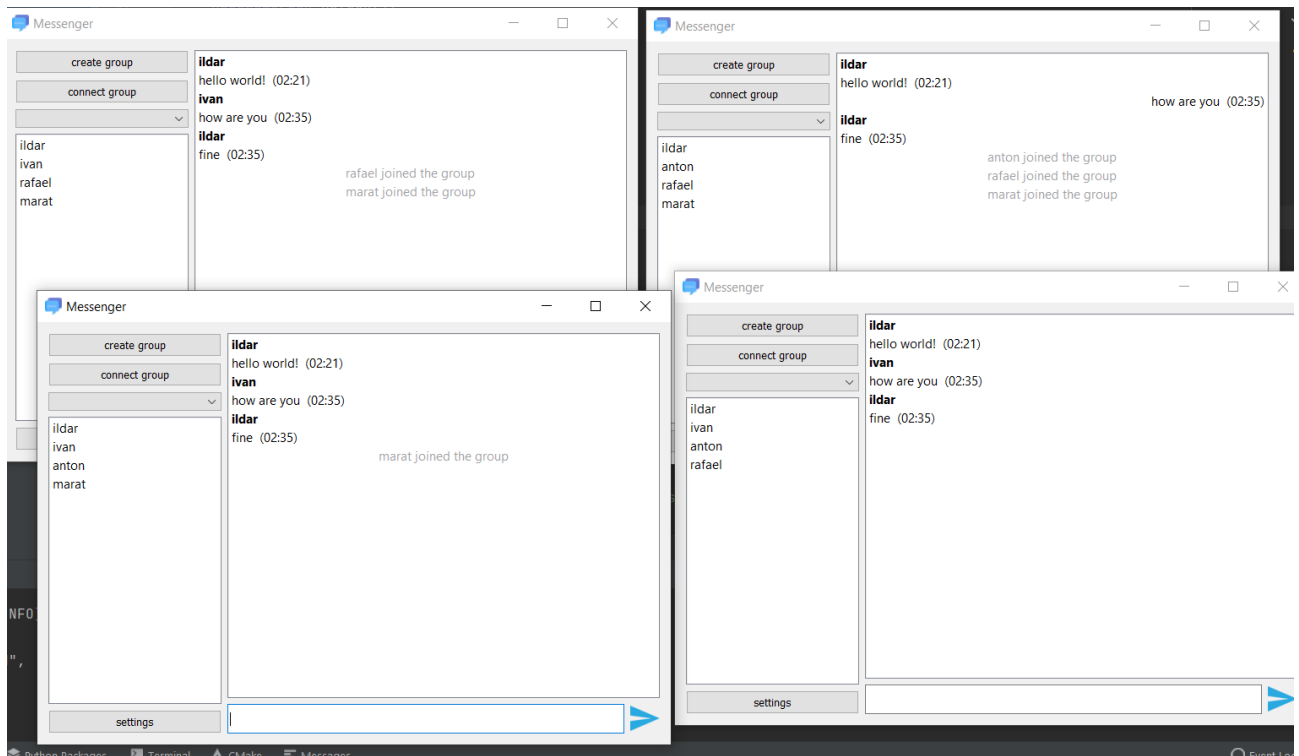 Messenger
create group
connect group
ildar
ivan
rafael
marat
ildar
hello world! (02:21)
ivan
how are you (02:35)
ildar
fine (02:35)
rafael joined the group
marat joined the group
Messenger
create group
connect group
ildar
anton
rafael
marat
ildar
hello world! (02:21)
how are you (02:35)
ildar
fine (02:35)
anton joined the group
rafael joined the group
marat joined the group
Messenger
create group
connect group
ildar
ivan
anton
marat
settings
ildar
hello world! (02:21)
ivan
how are you (02:35)
ildar
fine (02:35)
marat joined the group
Messenger
create group
connect group
ildar
ivan
anton
rafael
settings
ildar
hello world! (02:21)
ivan
how are you (02:35)
ildar
fine (02:35)
NFO
",
Python Packages Terminal CMake Messages Event Lo